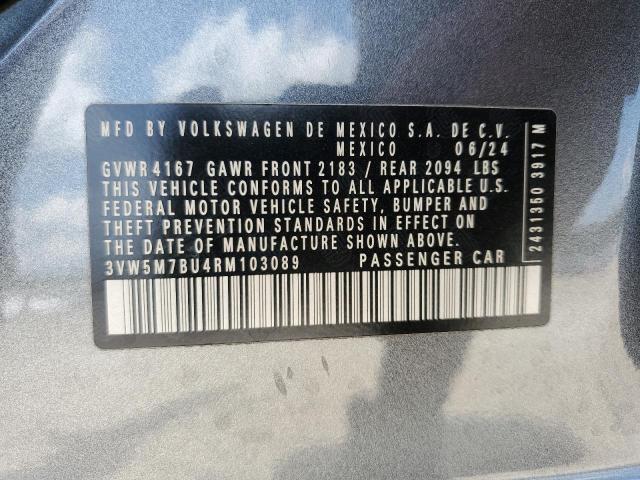 MFD BY VOLKSWAGEN DE MEXICO S.A. DE C.V.
MEXICO 06/24
GVWR 4167 GAWR FRONT 2183 / REAR 2094 LBS
THIS VEHICLE CONFORMS TO ALL APPLICABLE U.S.
FEDERAL MOTOR VEHICLE SAFETY, BUMPER AND
THEFT PREVENTION STANDARDS IN EFFECT ON
THE DATE OF MANUFACTURE SHOWN ABOVE.
3VW5M7BU4RM103089 PASSENGER CAR
2431350 3917 M